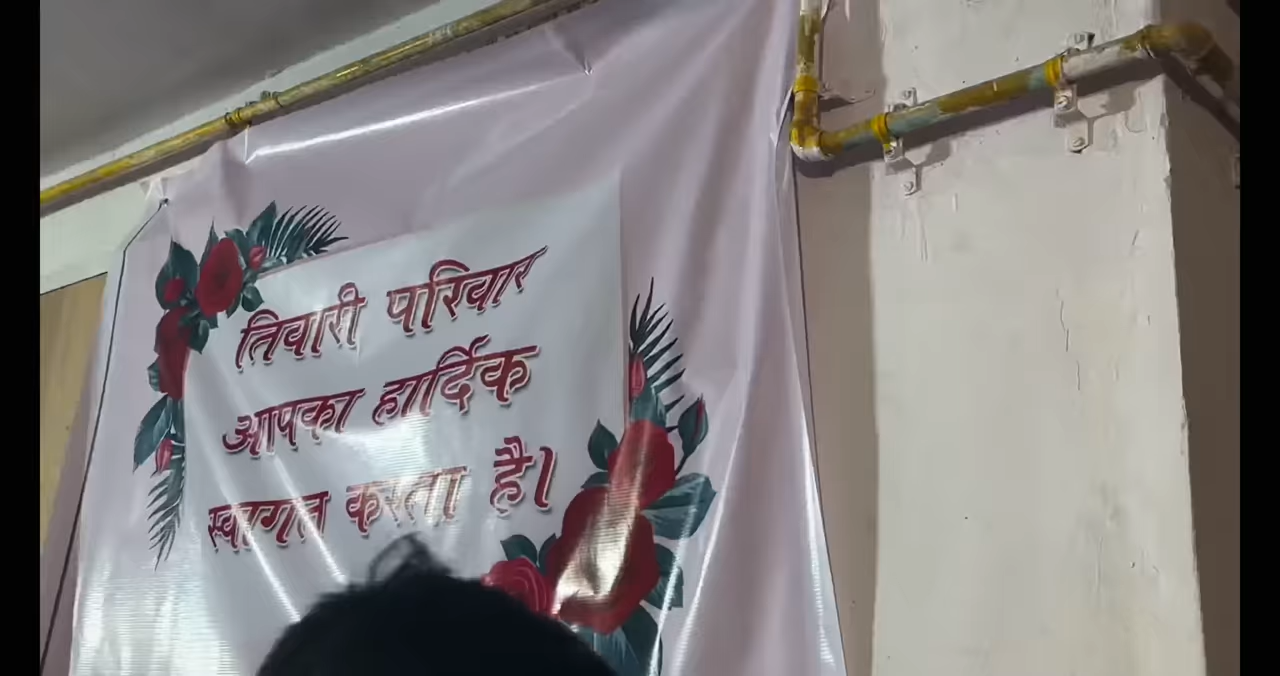 तिवारी परिवार
आपका हार्दिक
स्वागत करता है।